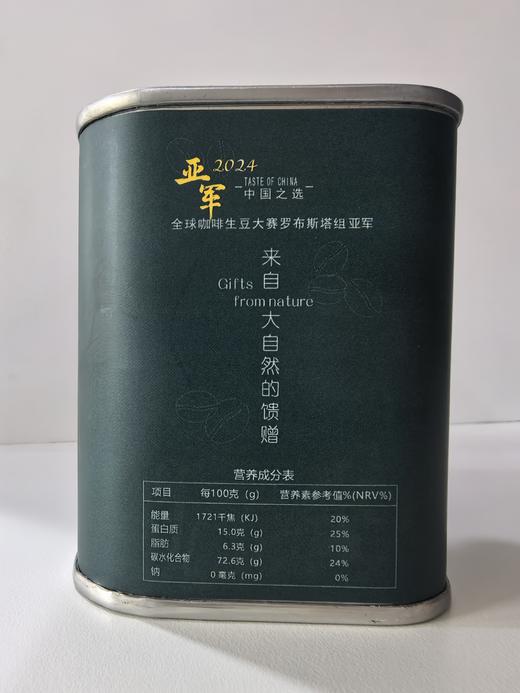 亚军 2024
TASTE OF CHINA
中国之选
全球咖啡生豆大赛罗布斯塔组亚军
来自大自然的馈赠
Gifts
from nature
营养成分表
项目 每100克（g） 营养素参考值%(NRV%)
能量 1721千焦（KJ） 20%
蛋白质 15.0克（g） 25%
脂肪 6.3克（g） 10%
碳水化合物 72.6克（g） 24%
钠 0毫克（mg） 0%